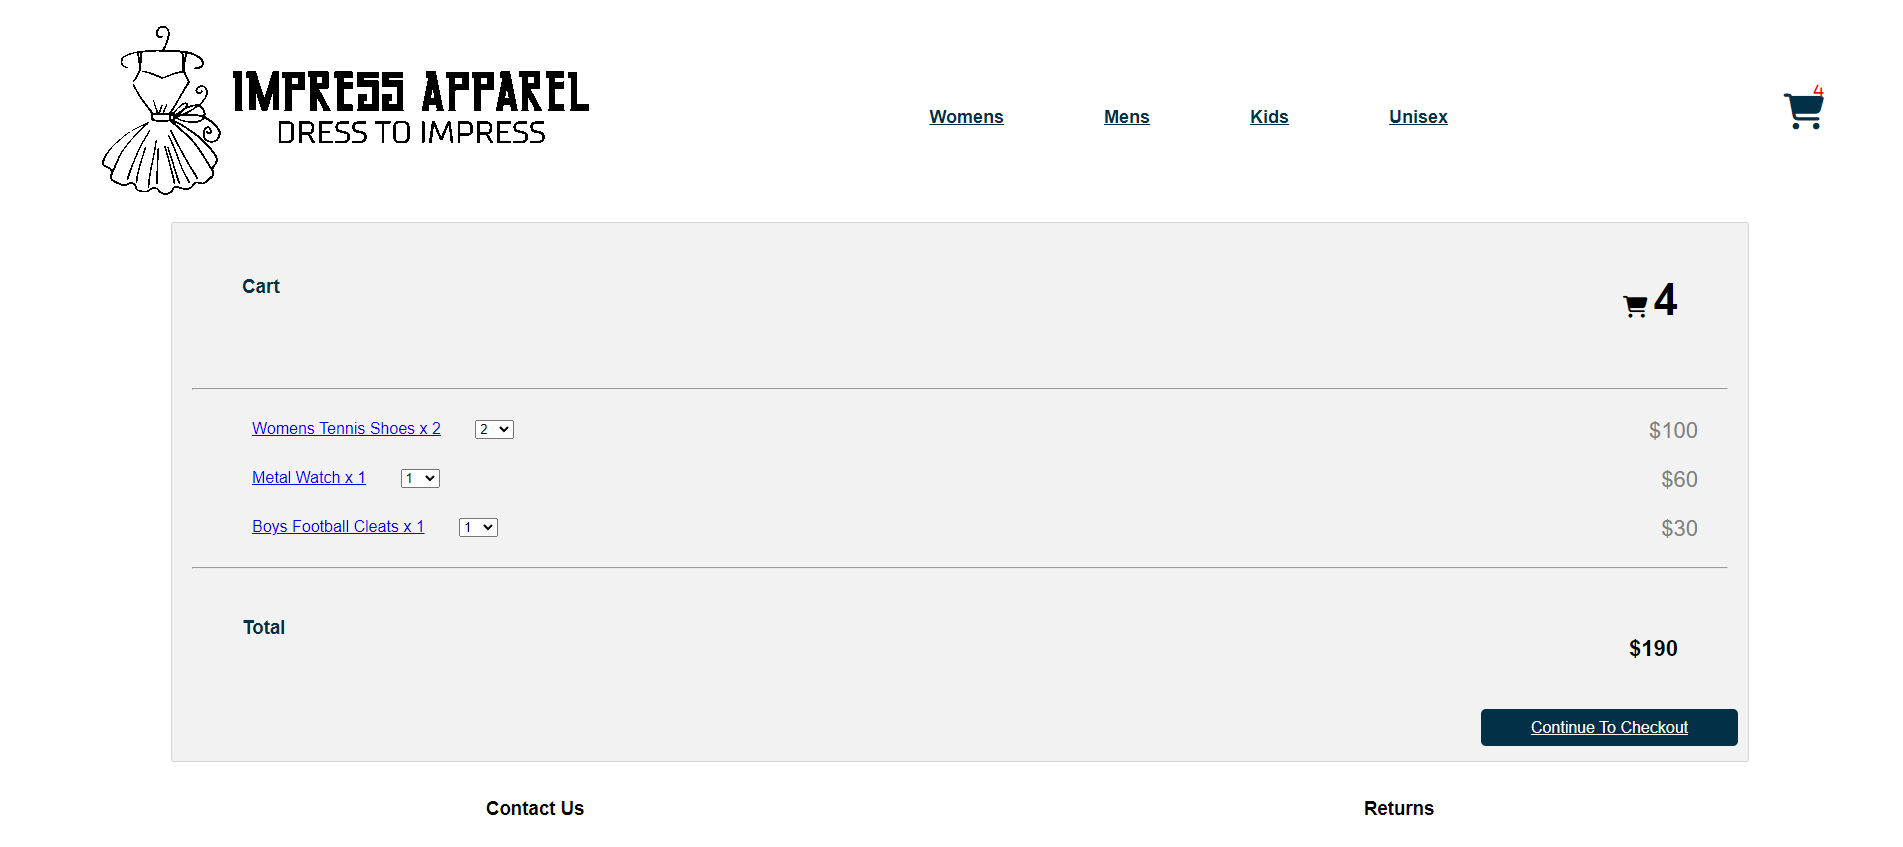 IMPRESS APPAREL
DRESS TO IMPRESS
Womens Mens Kids Unisex
4
Cart
4
Womens Tennis Shoes x 2 2 $100
Metal Watch x 1 1 $60
Boys Football Cleats x 1 1 $30
Total
$190
Continue To Checkout
Contact Us Returns